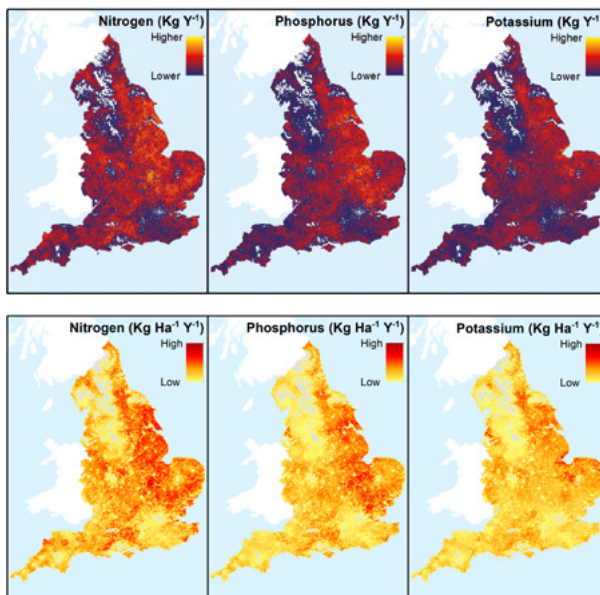 Nitrogen (Kg Y⁻¹)
Higher
Lower
Phosphorus (Kg Y⁻¹)
Higher
Lower
Potassium (Kg Y⁻¹)
Higher
Lower
Nitrogen (Kg Ha⁻¹ Y⁻¹)
High
Low
Phosphorus (Kg Ha⁻¹ Y⁻¹)
High
Low
Potassium (Kg Ha⁻¹ Y⁻¹)
High
Low